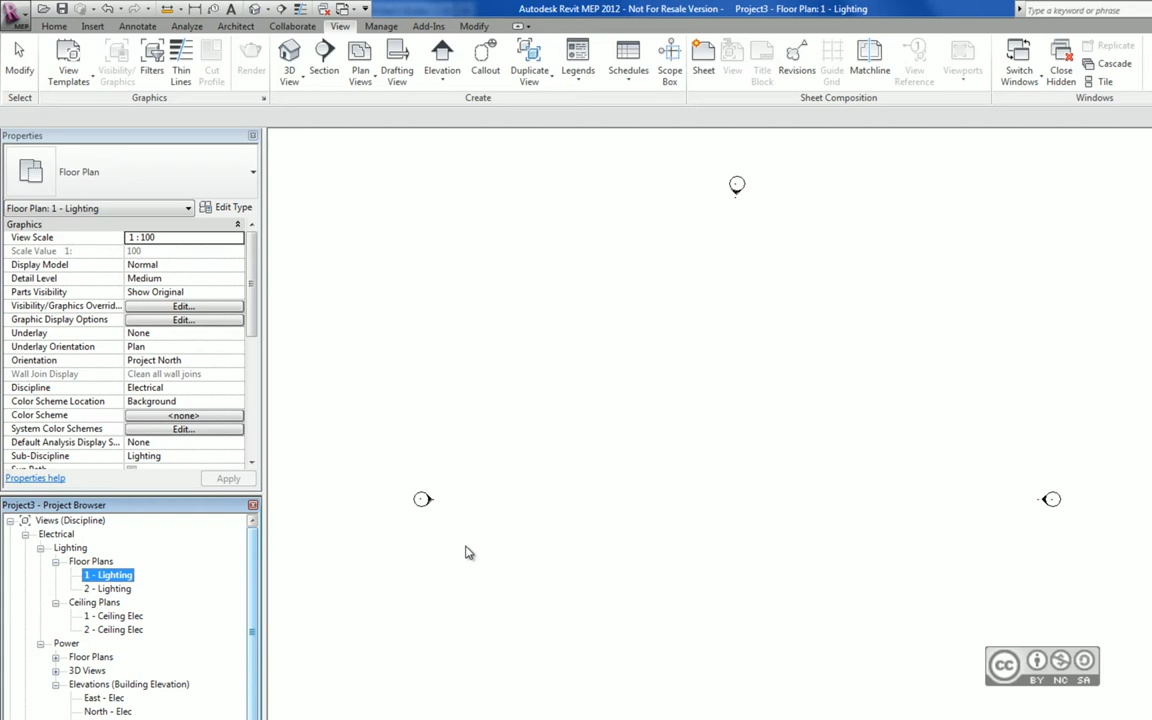 Autodesk Revit MEP 2012 - Not For Resale Version - Project3 - Floor Plan: 1 - Lighting
Type a keyword or phrase
MEP
Home Insert Annotate Analyze Architect Collaborate View Manage Add-Ins Modify
Modify
View Templates
Visibility/ Graphics
Filters
Thin Lines
Cut Profile
Render
3D View
Section
Plan Views
Drafting View
Elevation
Callout
Duplicate View
Legends
Schedules
Scope Box
Sheet
View
Title Block
Revisions
Guide Grid
Matchline
View Reference
Viewports
Switch Windows
Close Hidden
Replicate
Cascade
Tile
Select Graphics Create Sheet Composition Windows
Properties
Floor Plan
Floor Plan: 1 - Lighting Edit Type
Graphics
View Scale 1 : 100
Scale Value 1: 100
Display Model Normal
Detail Level Medium
Parts Visibility Show Original
Visibility/Graphics Overrid... Edit...
Graphic Display Options Edit...
Underlay None
Underlay Orientation Plan
Orientation Project North
Wall Join Display Clean all wall joins
Discipline Electrical
Color Scheme Location Background
Color Scheme <none>
System Color Schemes Edit...
Default Analysis Display S... None
Sub-Discipline Lighting
Properties help Apply
Project3 - Project Browser
Views (Discipline)
Electrical
Lighting
Floor Plans
1 - Lighting
2 - Lighting
Ceiling Plans
1 - Ceiling Elec
2 - Ceiling Elec
Power
Floor Plans
3D Views
Elevations (Building Elevation)
East - Elec
North - Elec
cc
BY NC SA